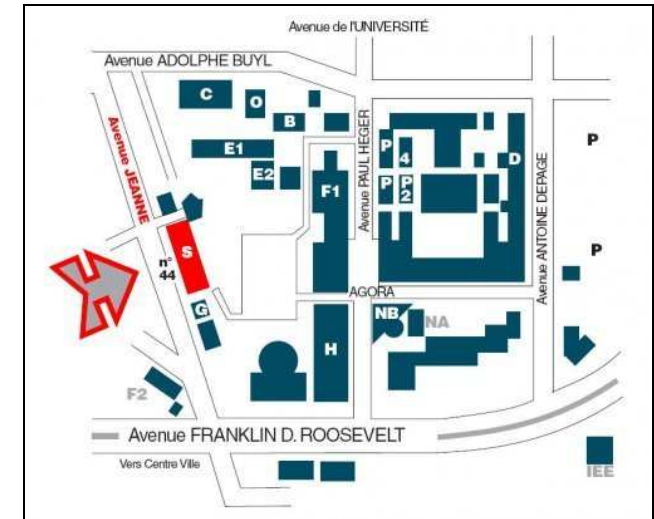 Avenue de l'UNIVERSITÉ
Avenue ADOLPHE BUYL
C
O
B
E1
E2
F1
Avenue JEANNE
Avenue PAUL HEGER
P
4
D
P
P
2
P
Avenue ANTOINE DEPAGE
P
S
n°
44
G
AGORA
NB
NA
H
F2
Avenue FRANKLIN D. ROOSEVELT
Vers Centre Ville
IEE